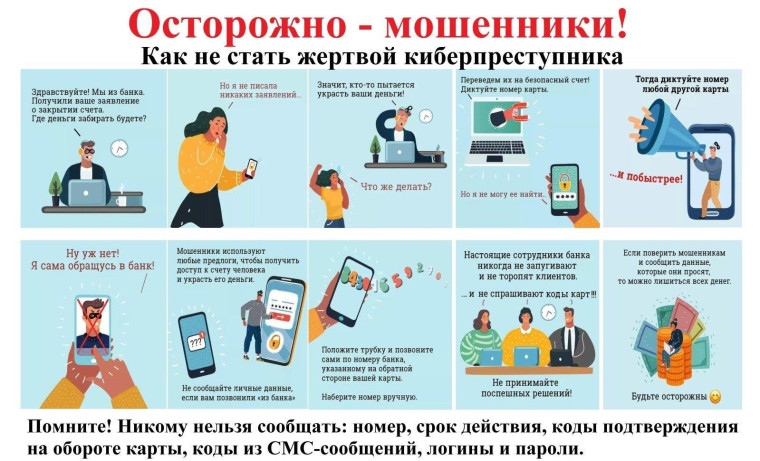 Осторожно - мошенники!
Как не стать жертвой киберпреступника
Здравствуйте! Мы из банка.
Получили ваше заявление
о закрытии счета.
Где деньги забирать будете?
Но я не писала
никаких заявлений...
Значит, кто-то пытается
украсть ваши деньги!
Что же делать?
Переведем их на безопасный счет!
Диктуйте номер карты.
Но я не могу ее найти..
Тогда диктуйте номер
любой другой карты
...и побыстрее!
Ну уж нет!
Я сама обращусь в банк!
Мошенники используют
любые предлоги, чтобы получить
доступ к счету человека
и украсть его деньги.
???
Не сообщайте личные данные,
если вам позвонили «из банка»
Положите трубку и позвоните
сами по номеру банка,
указанному на обратной
стороне вашей карты.
Наберите номер вручную.
Настоящие сотрудники банка
никогда не запугивают
и не торопят клиентов.
... и не спрашивают коды карт!!!
Не принимайте
поспешных решений!
Если поверить мошенникам
и сообщить данные,
которые они просят,
то можно лишиться всех денег.
Будьте осторожны
Помните! Никому нельзя сообщать: номер, срок действия, коды подтверждения
на обороте карты, коды из СМС-сообщений, логины и пароли.